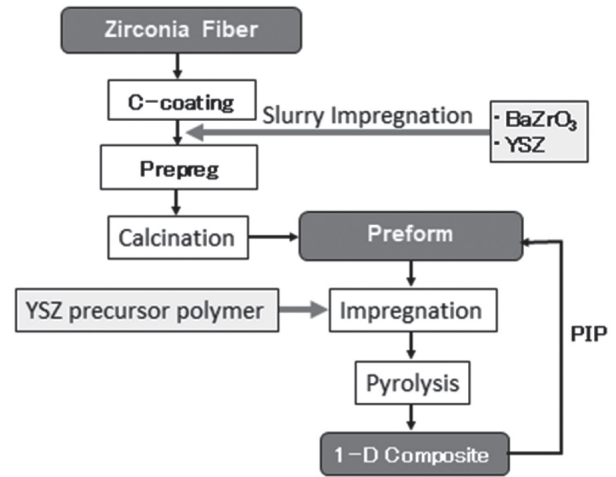 Zirconia Fiber
C-coating
Slurry Impregnation
· BaZrO₃
· YSZ
Prepreg
Calcination
Preform
YSZ precursor polymer
Impregnation
PIP
Pyrolysis
1-D Composite